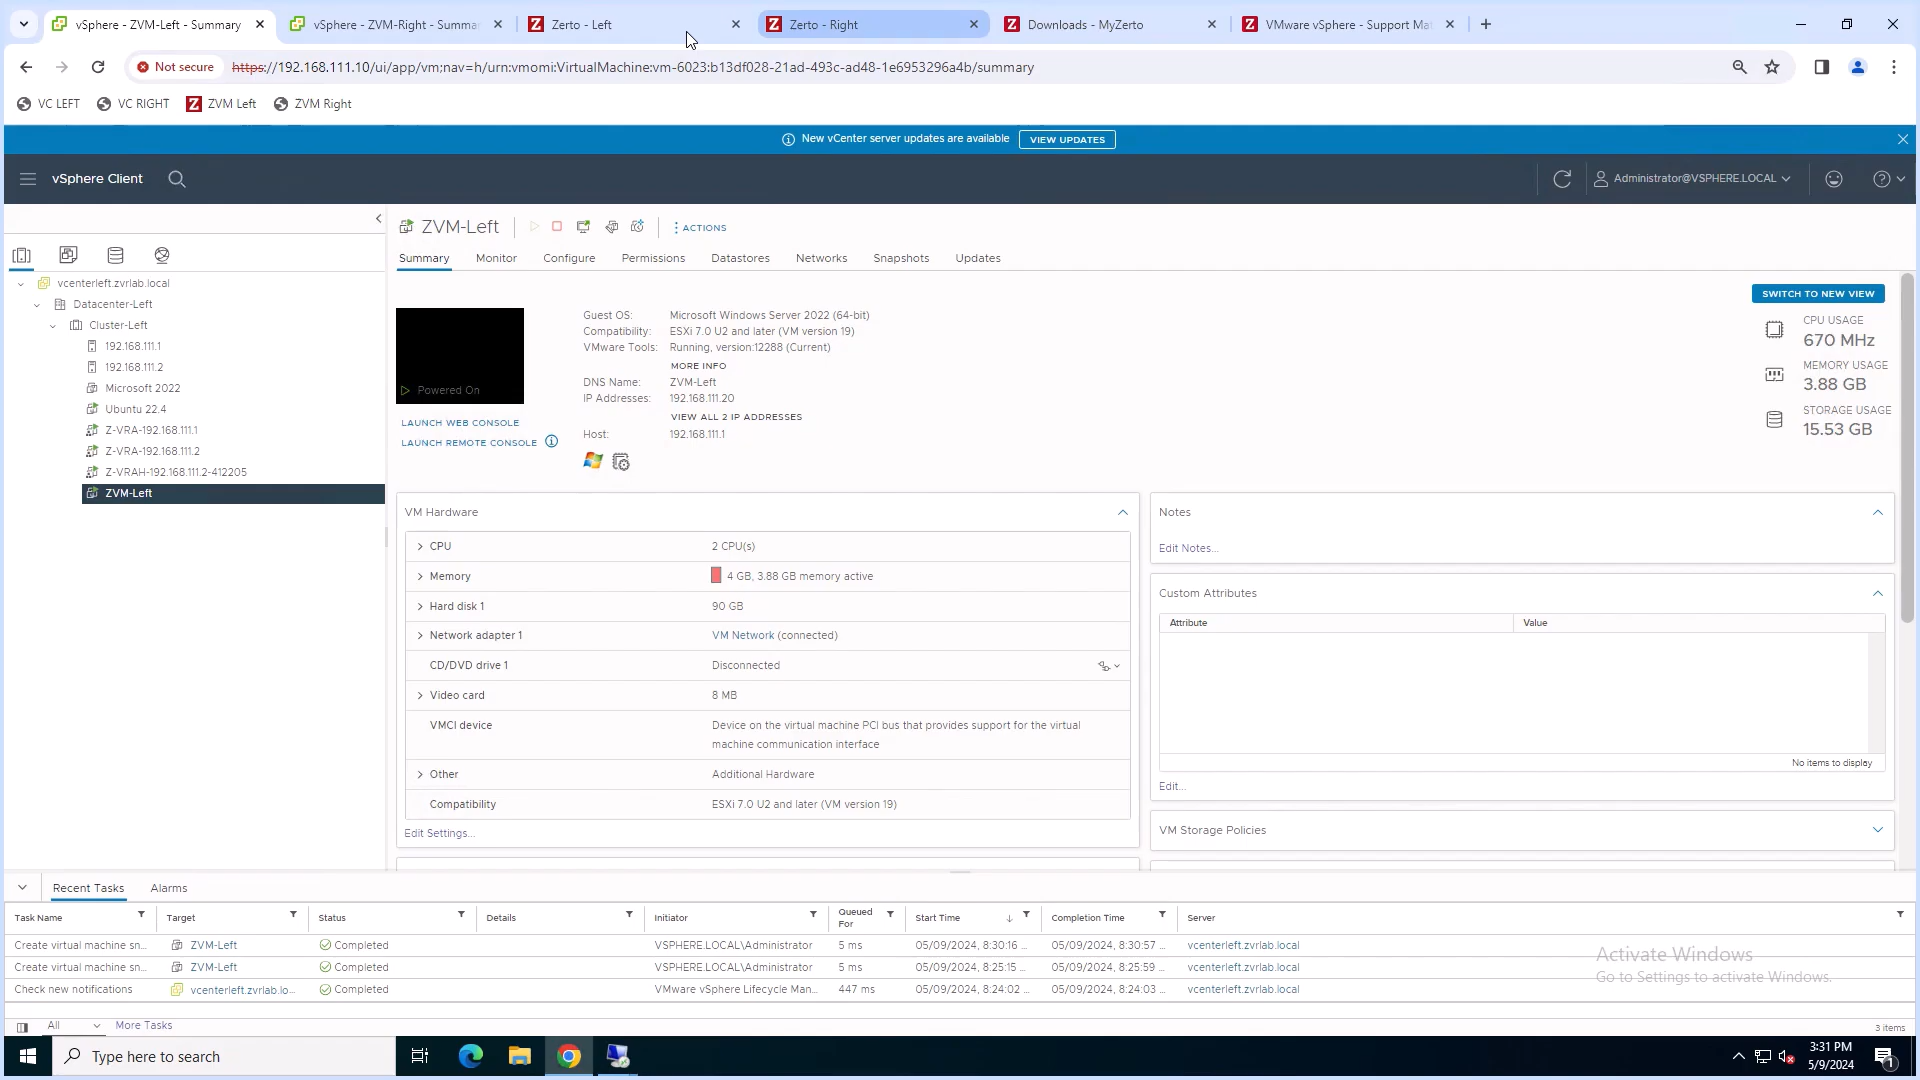 vSphere - ZVM-Left - Summary
vSphere - ZVM-Right - Summa
Zerto - Left
Zerto - Right
Downloads - MyZerto
VMware vSphere - Support Ma
Not secure
https://192.168.111.10/ui/app/vm;nav=h/urn:vmomi:VirtualMachine:vm-6023:b13df028-21ad-493c-ad48-1e6953296a4b/summary
VC LEFT
VC RIGHT
ZVM Left
ZVM Right
New vCenter server updates are available
VIEW UPDATES
vSphere Client
Administrator@VSPHERE.LOCAL
ZVM-Left
ACTIONS
Summary
Monitor
Configure
Permissions
Datastores
Networks
Snapshots
Updates
vcenterleft.zvrlab.local
Datacenter-Left
Cluster-Left
192.168.111.1
192.168.111.2
Microsoft 2022
Ubuntu 22.4
Z-VRA-192.168.111.1
Z-VRA-192.168.111.2
Z-VRAH-192.168.111.2-412205
ZVM-Left
Powered On
LAUNCH WEB CONSOLE
LAUNCH REMOTE CONSOLE
Guest OS: Microsoft Windows Server 2022 (64-bit)
Compatibility: ESXi 7.0 U2 and later (VM version 19)
VMware Tools: Running, version:12288 (Current)
MORE INFO
DNS Name: ZVM-Left
IP Addresses: 192.168.111.20
VIEW ALL 2 IP ADDRESSES
Host: 192.168.111.1
SWITCH TO NEW VIEW
CPU USAGE
670 MHz
MEMORY USAGE
3.88 GB
STORAGE USAGE
15.53 GB
VM Hardware
CPU 2 CPU(s)
Memory 4 GB, 3.88 GB memory active
Hard disk 1 90 GB
Network adapter 1 VM Network (connected)
CD/DVD drive 1 Disconnected
Video card 8 MB
VMCI device Device on the virtual machine PCI bus that provides support for the virtual
machine communication interface
Other Additional Hardware
Compatibility ESXi 7.0 U2 and later (VM version 19)
Edit Settings...
Notes
Edit Notes...
Custom Attributes
Attribute Value
No items to display
Edit...
VM Storage Policies
Recent Tasks
Alarms
Task Name Target Status Details Initiator Queued For Start Time Completion Time Server
Create virtual machine sn... ZVM-Left Completed VSPHERE.LOCAL\Administrator 5 ms 05/09/2024, 8:30:16 ... 05/09/2024, 8:30:57 ... vcenterleft.zvrlab.local
Create virtual machine sn... ZVM-Left Completed VSPHERE.LOCAL\Administrator 5 ms 05/09/2024, 8:25:15 ... 05/09/2024, 8:25:59 ... vcenterleft.zvrlab.local
Check new notifications vcenterleft.zvrlab.lo... Completed VMware vSphere Lifecycle Man... 447 ms 05/09/2024, 8:24:02 ... 05/09/2024, 8:24:03 ... vcenterleft.zvrlab.local
Activate Windows
Go to Settings to activate Windows.
All
More Tasks
3 items
Type here to search
3:31 PM
5/9/2024
1